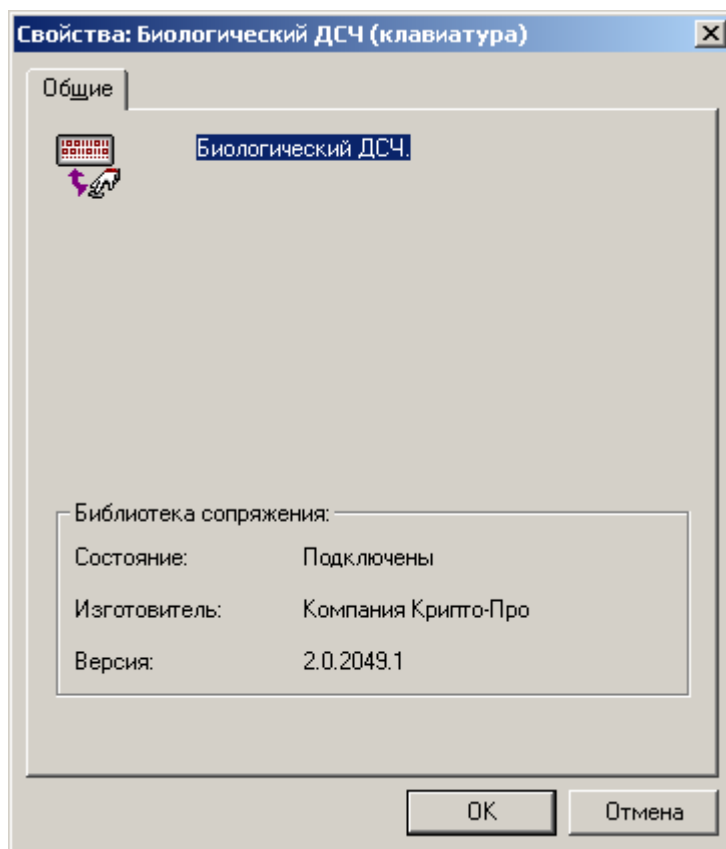 Свойства: Биологический ДСЧ (клавиатура)
Общие
Биологический ДСЧ.
Библиотека сопряжения:
Состояние: Подключены
Изготовитель: Компания Крипто-Про
Версия: 2.0.2049.1
OK Отмена